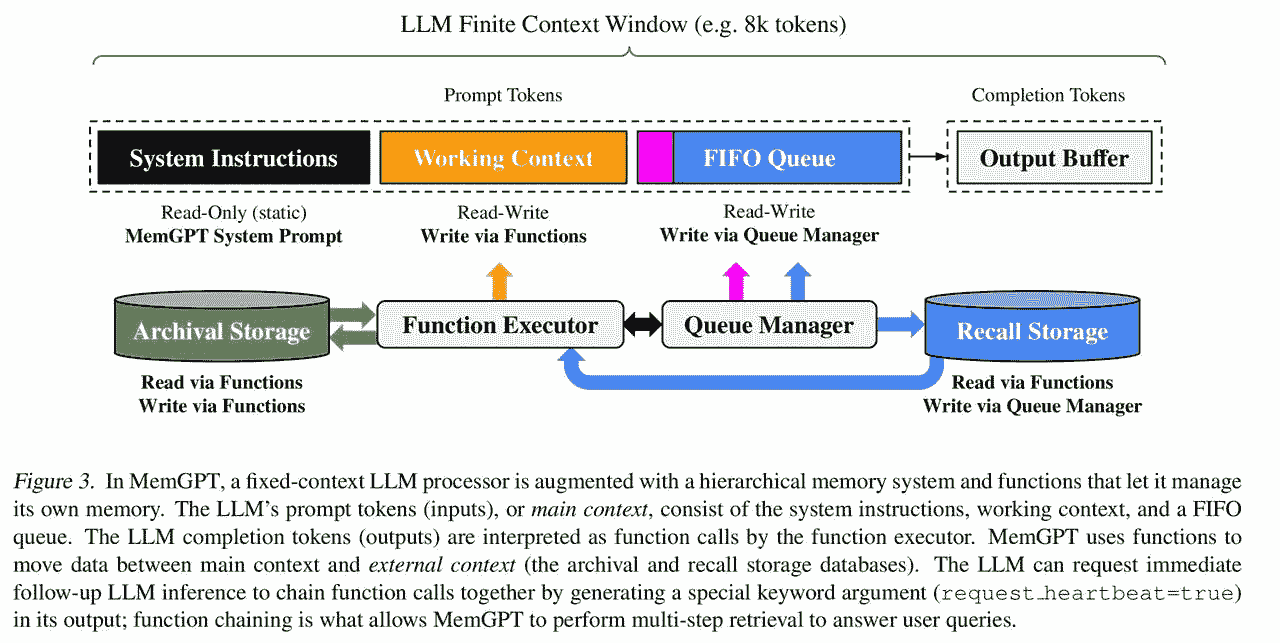 LLM Finite Context Window (e.g. 8k tokens)
Prompt Tokens
Completion Tokens
System Instructions
Working Context
FIFO Queue
Output Buffer
Read-Only (static)
MemGPT System Prompt
Read-Write
Write via Functions
Read-Write
Write via Queue Manager
Archival Storage
Function Executor
Queue Manager
Recall Storage
Read via Functions
Write via Functions
Read via Functions
Write via Queue Manager
Figure 3. In MemGPT, a fixed-context LLM processor is augmented with a hierarchical memory system and functions that let it manage
its own memory. The LLM's prompt tokens (inputs), or main context, consist of the system instructions, working context, and a FIFO
queue. The LLM completion tokens (outputs) are interpreted as function calls by the function executor. MemGPT uses functions to
move data between main context and external context (the archival and recall storage databases). The LLM can request immediate
follow-up LLM inference to chain function calls together by generating a special keyword argument (request_heartbeat=true)
in its output; function chaining is what allows MemGPT to perform multi-step retrieval to answer user queries.